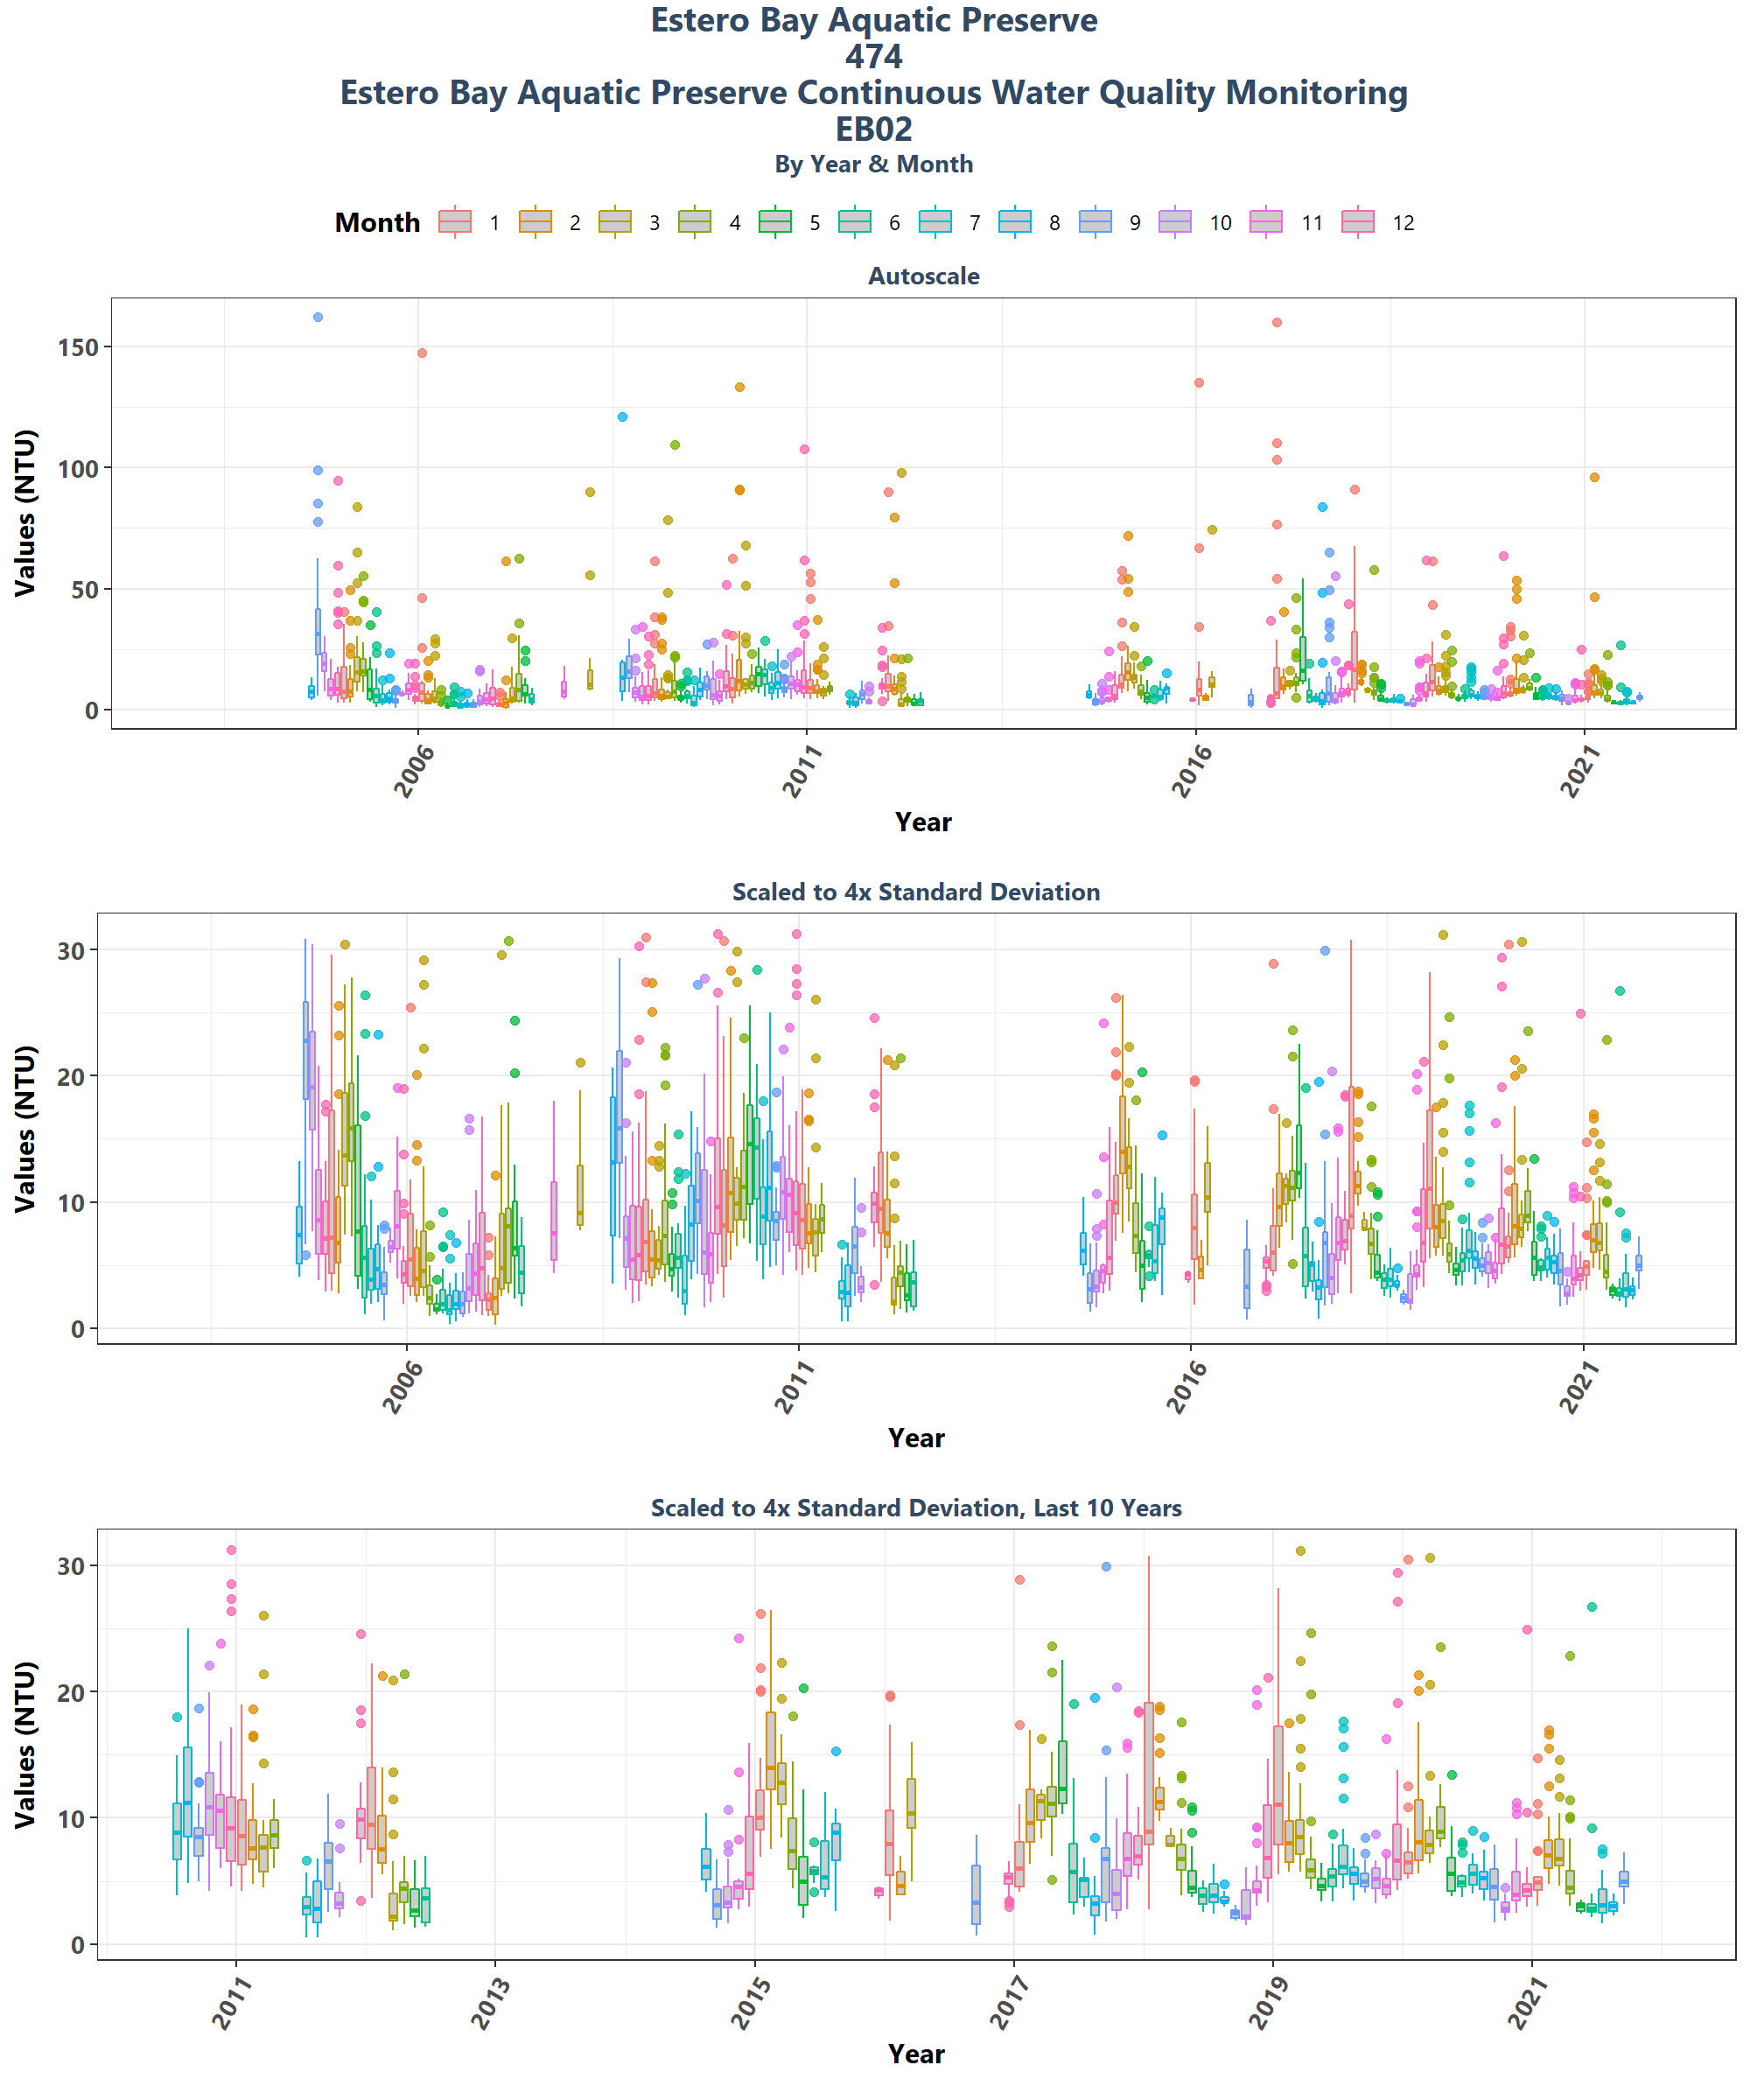 Estero Bay Aquatic Preserve
474
Estero Bay Aquatic Preserve Continuous Water Quality Monitoring
EB02
By Year & Month
Month 1 2 3 4 5 6 7 8 9 10 11 12
Autoscale
Values (NTU)
150
100
50
0
2006 2011 2016 2021
Year
Scaled to 4x Standard Deviation
Values (NTU)
30
20
10
0
2006 2011 2016 2021
Year
Scaled to 4x Standard Deviation, Last 10 Years
Values (NTU)
30
20
10
0
2011 2013 2015 2017 2019 2021
Year